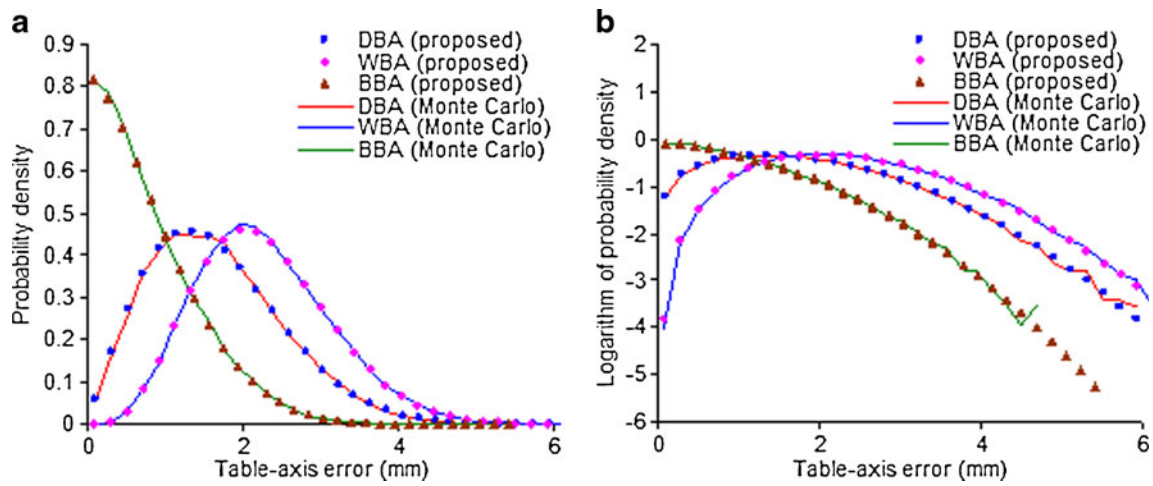 a
0.9
0.8
0.7
0.6
0.5
0.4
0.3
0.2
0.1
0
Probability density
DBA (proposed)
WBA (proposed)
BBA (proposed)
DBA (Monte Carlo)
WBA (Monte Carlo)
BBA (Monte Carlo)
0 2 4 6
Table-axis error (mm)
b
2
1
0
-1
-2
-3
-4
-5
-6
Logarithm of probability density
DBA (proposed)
WBA (proposed)
BBA (proposed)
DBA (Monte Carlo)
WBA (Monte Carlo)
BBA (Monte Carlo)
0 2 4 6
Table-axis error (mm)